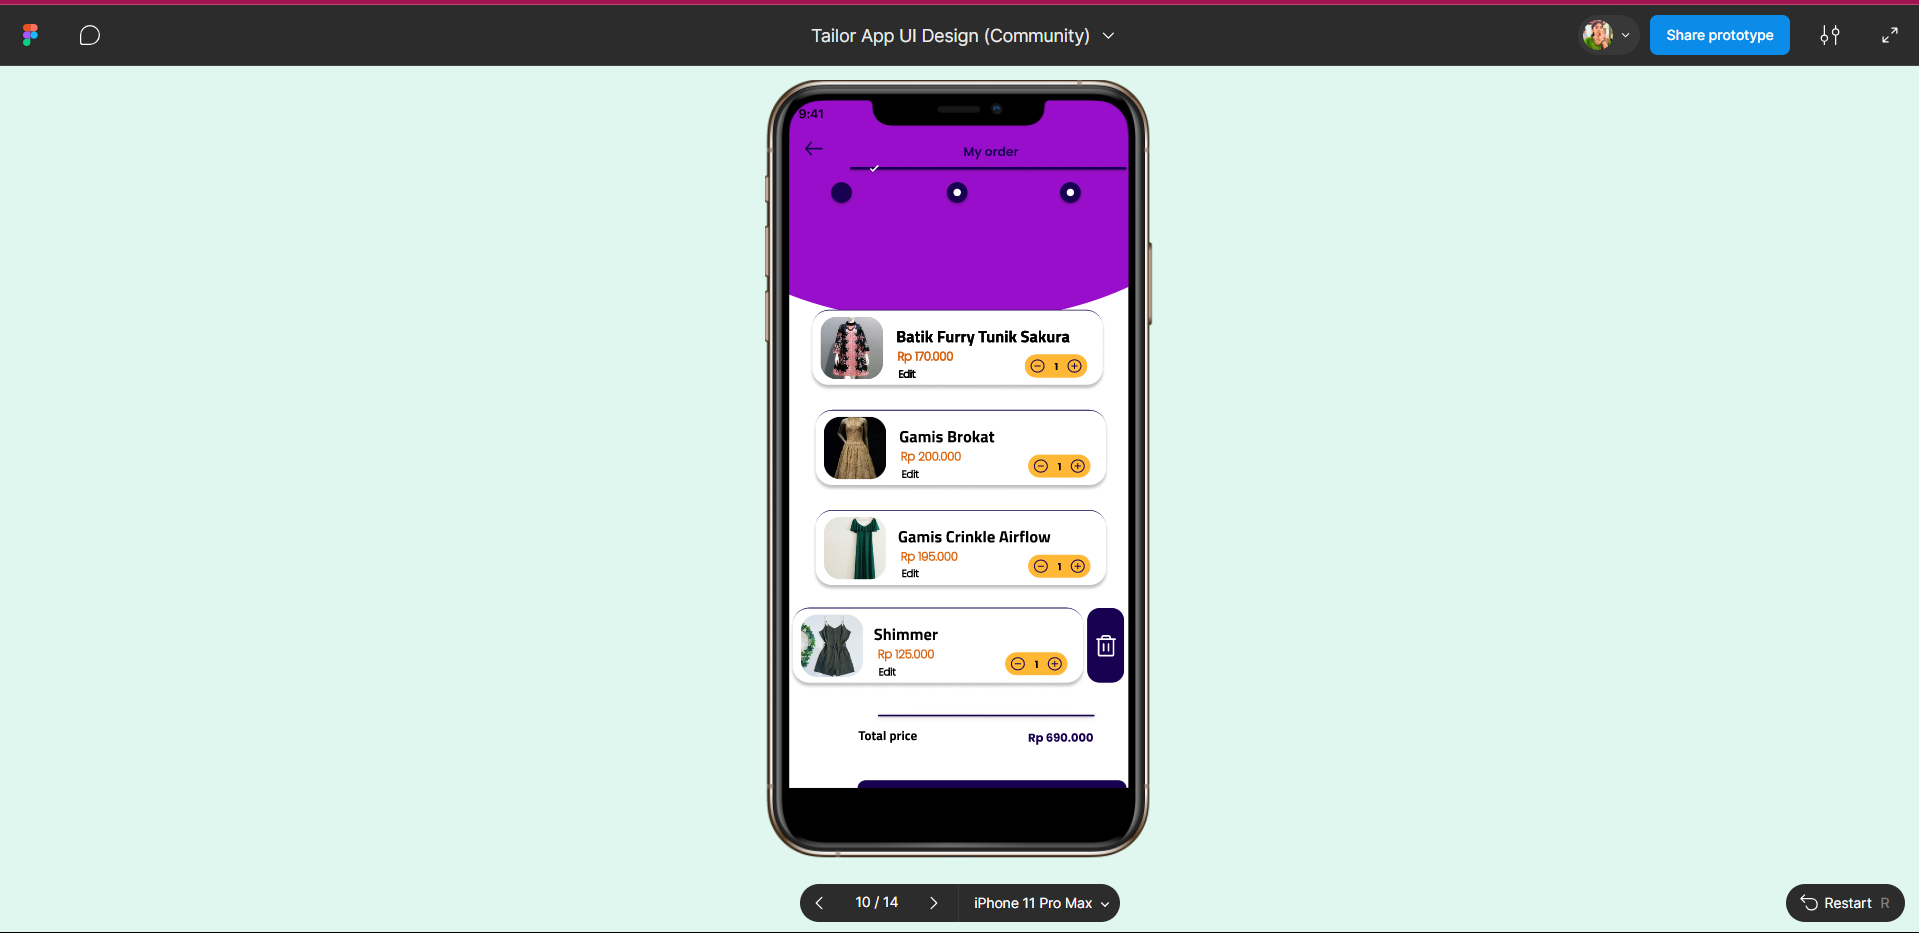 Tailor App UI Design (Community)
Share prototype
9:41
My order
Batik Furry Tunik Sakura
Rp 170.000
Edit
1
Gamis Brokat
Rp 200.000
Edit
1
Gamis Crinkle Airflow
Rp 195.000
Edit
1
Shimmer
Rp 125.000
Edit
1
Total price
Rp 690.000
10 / 14
iPhone 11 Pro Max
Restart R